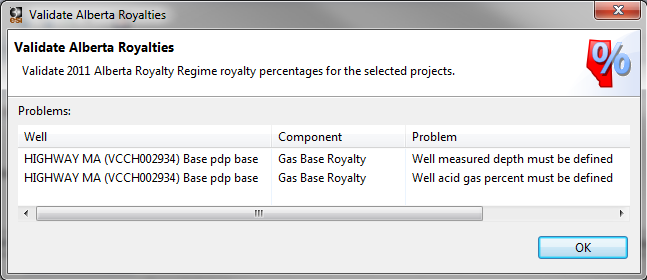 Validate Alberta Royalties
Validate Alberta Royalties
Validate 2011 Alberta Royalty Regime royalty percentages for the selected projects.
%
Problems:
Well Component Problem
HIGHWAY MA (VCCH002934) Base pdp base Gas Base Royalty Well measured depth must be defined
HIGHWAY MA (VCCH002934) Base pdp base Gas Base Royalty Well acid gas percent must be defined
OK